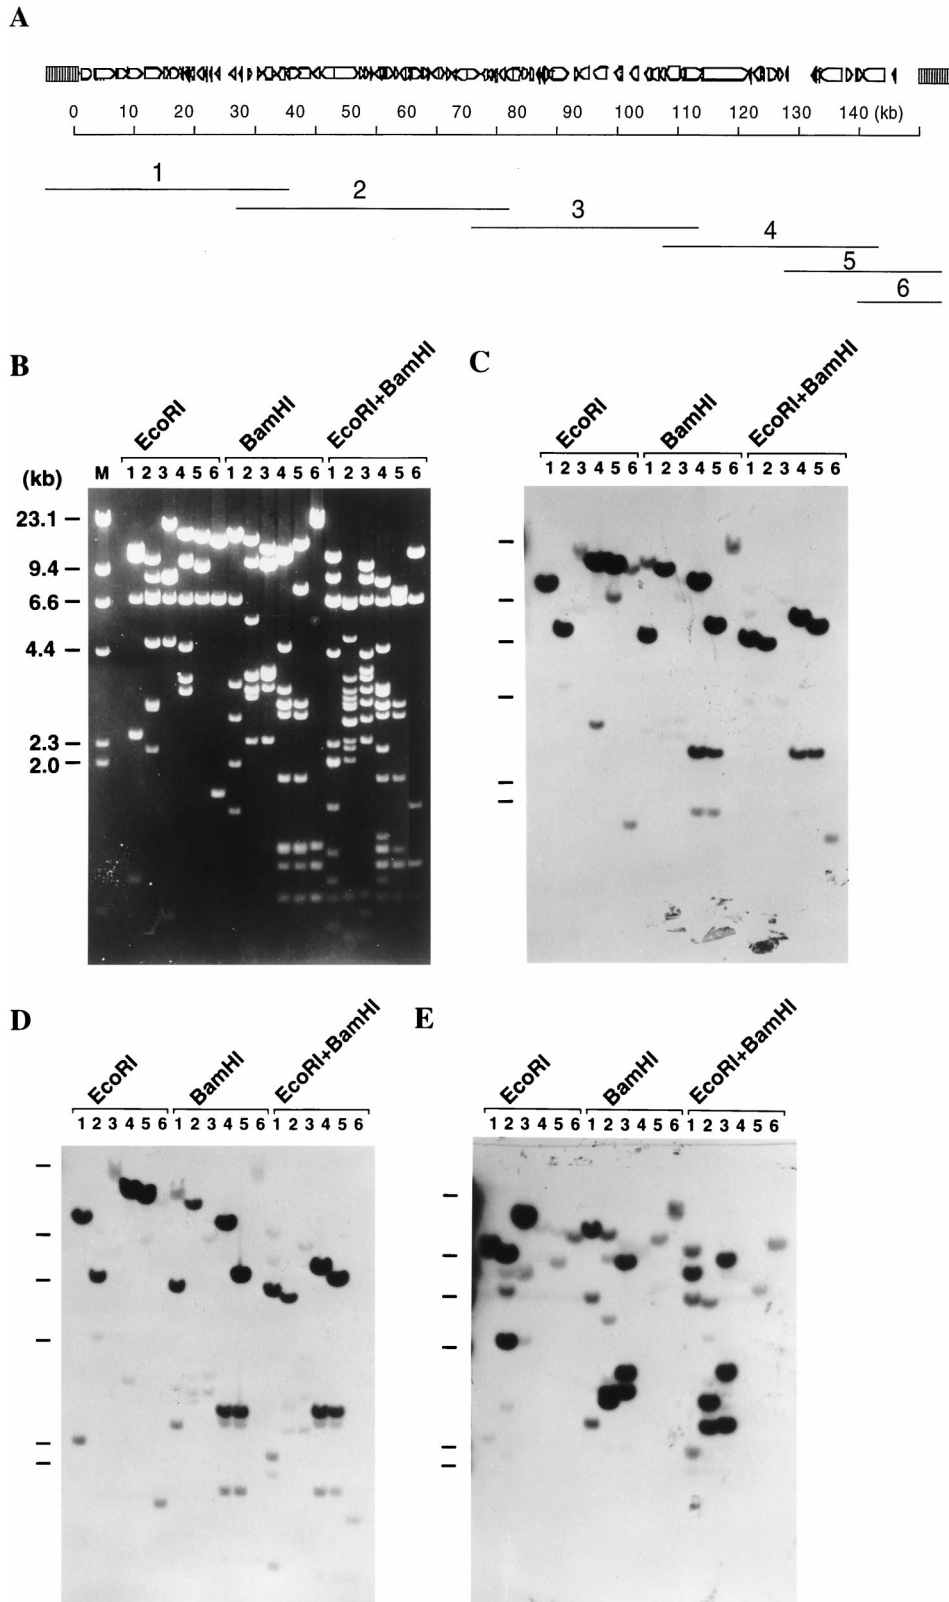 A
0 10 20 30 40 50 60 70 80 90 100 110 120 130 140 (kb)
1
2
3
4
5
6
B
EcoRI
BamHI
EcoRI+BamHI
(kb)
M 1 2 3 4 5 6 1 2 3 4 5 6 1 2 3 4 5 6
23.1
9.4
6.6
4.4
2.3
2.0
C
EcoRI
BamHI
EcoRI+BamHI
1 2 3 4 5 6 1 2 3 4 5 6 1 2 3 4 5 6
D
EcoRI
BamHI
EcoRI+BamHI
1 2 3 4 5 6 1 2 3 4 5 6 1 2 3 4 5 6
E
EcoRI
BamHI
EcoRI+BamHI
1 2 3 4 5 6 1 2 3 4 5 6 1 2 3 4 5 6